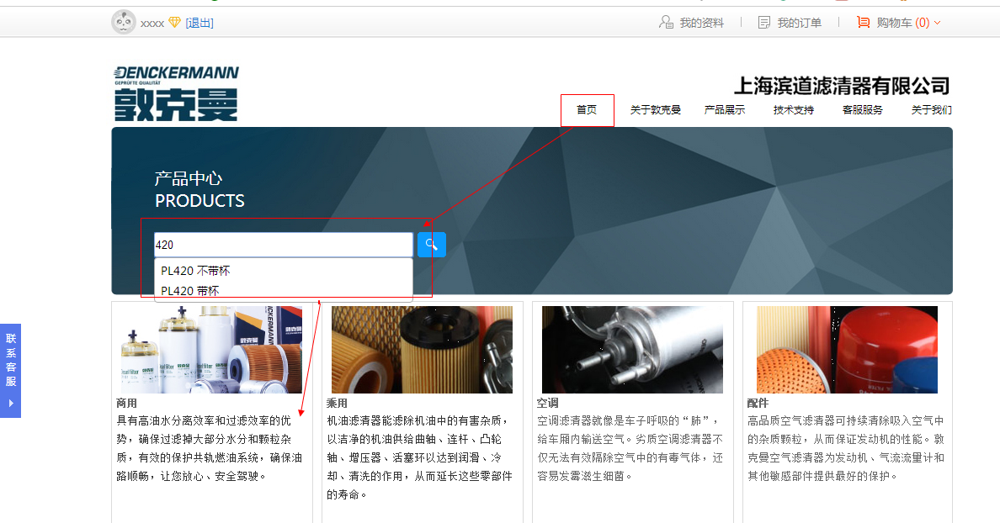 xxxx [退出]
我的资料
我的订单
购物车 (0)
DENCKERMANN
GEPRÜFTE QUALITÄT
敦克曼
上海滨道滤清器有限公司
首页 关于敦克曼 产品展示 技术支持 客服服务 关于我们
产品中心
PRODUCTS
420
PL420 不带杯
PL420 带杯
联系客服
商用
具有高油水分离效率和过滤效率的优
势，确保过滤掉大部分水分和颗粒杂
质，有效的保护共轨燃油系统，确保油
路顺畅，让您放心、安全驾驶。
乘用
机油滤清器能滤除机油中的有害杂质，
以洁净的机油供给曲轴、连杆、凸轮
轴、增压器、活塞环以达到润滑、冷
却、清洗的作用，从而延长这些零部件
的寿命。
空调
空调滤清器就像是车子呼吸的“肺”，
给车厢内输送空气。劣质空调滤清器不
仅无法有效隔除空气中的有毒气体，还
容易发霉滋生细菌。
配件
高品质空气滤清器可持续清除吸入空气中
的杂质颗粒，从而保证发动机的性能。敦
克曼空气滤清器为发动机、气流流量计和
其他敏感部件提供最好的保护。